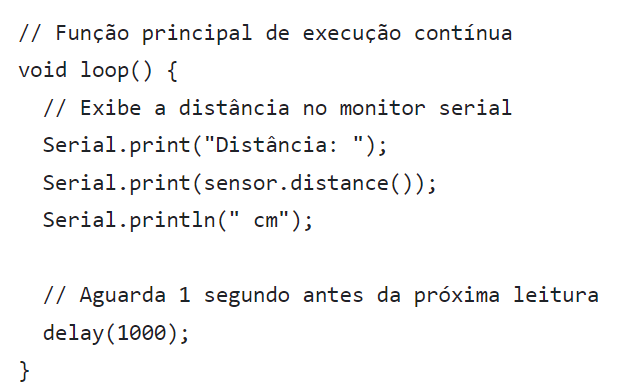 // Função principal de execução contínua
void loop() {
  // Exibe a distância no monitor serial
  Serial.print("Distância: ");
  Serial.print(sensor.distance());
  Serial.println(" cm");

  // Aguarda 1 segundo antes da próxima leitura
  delay(1000);
}